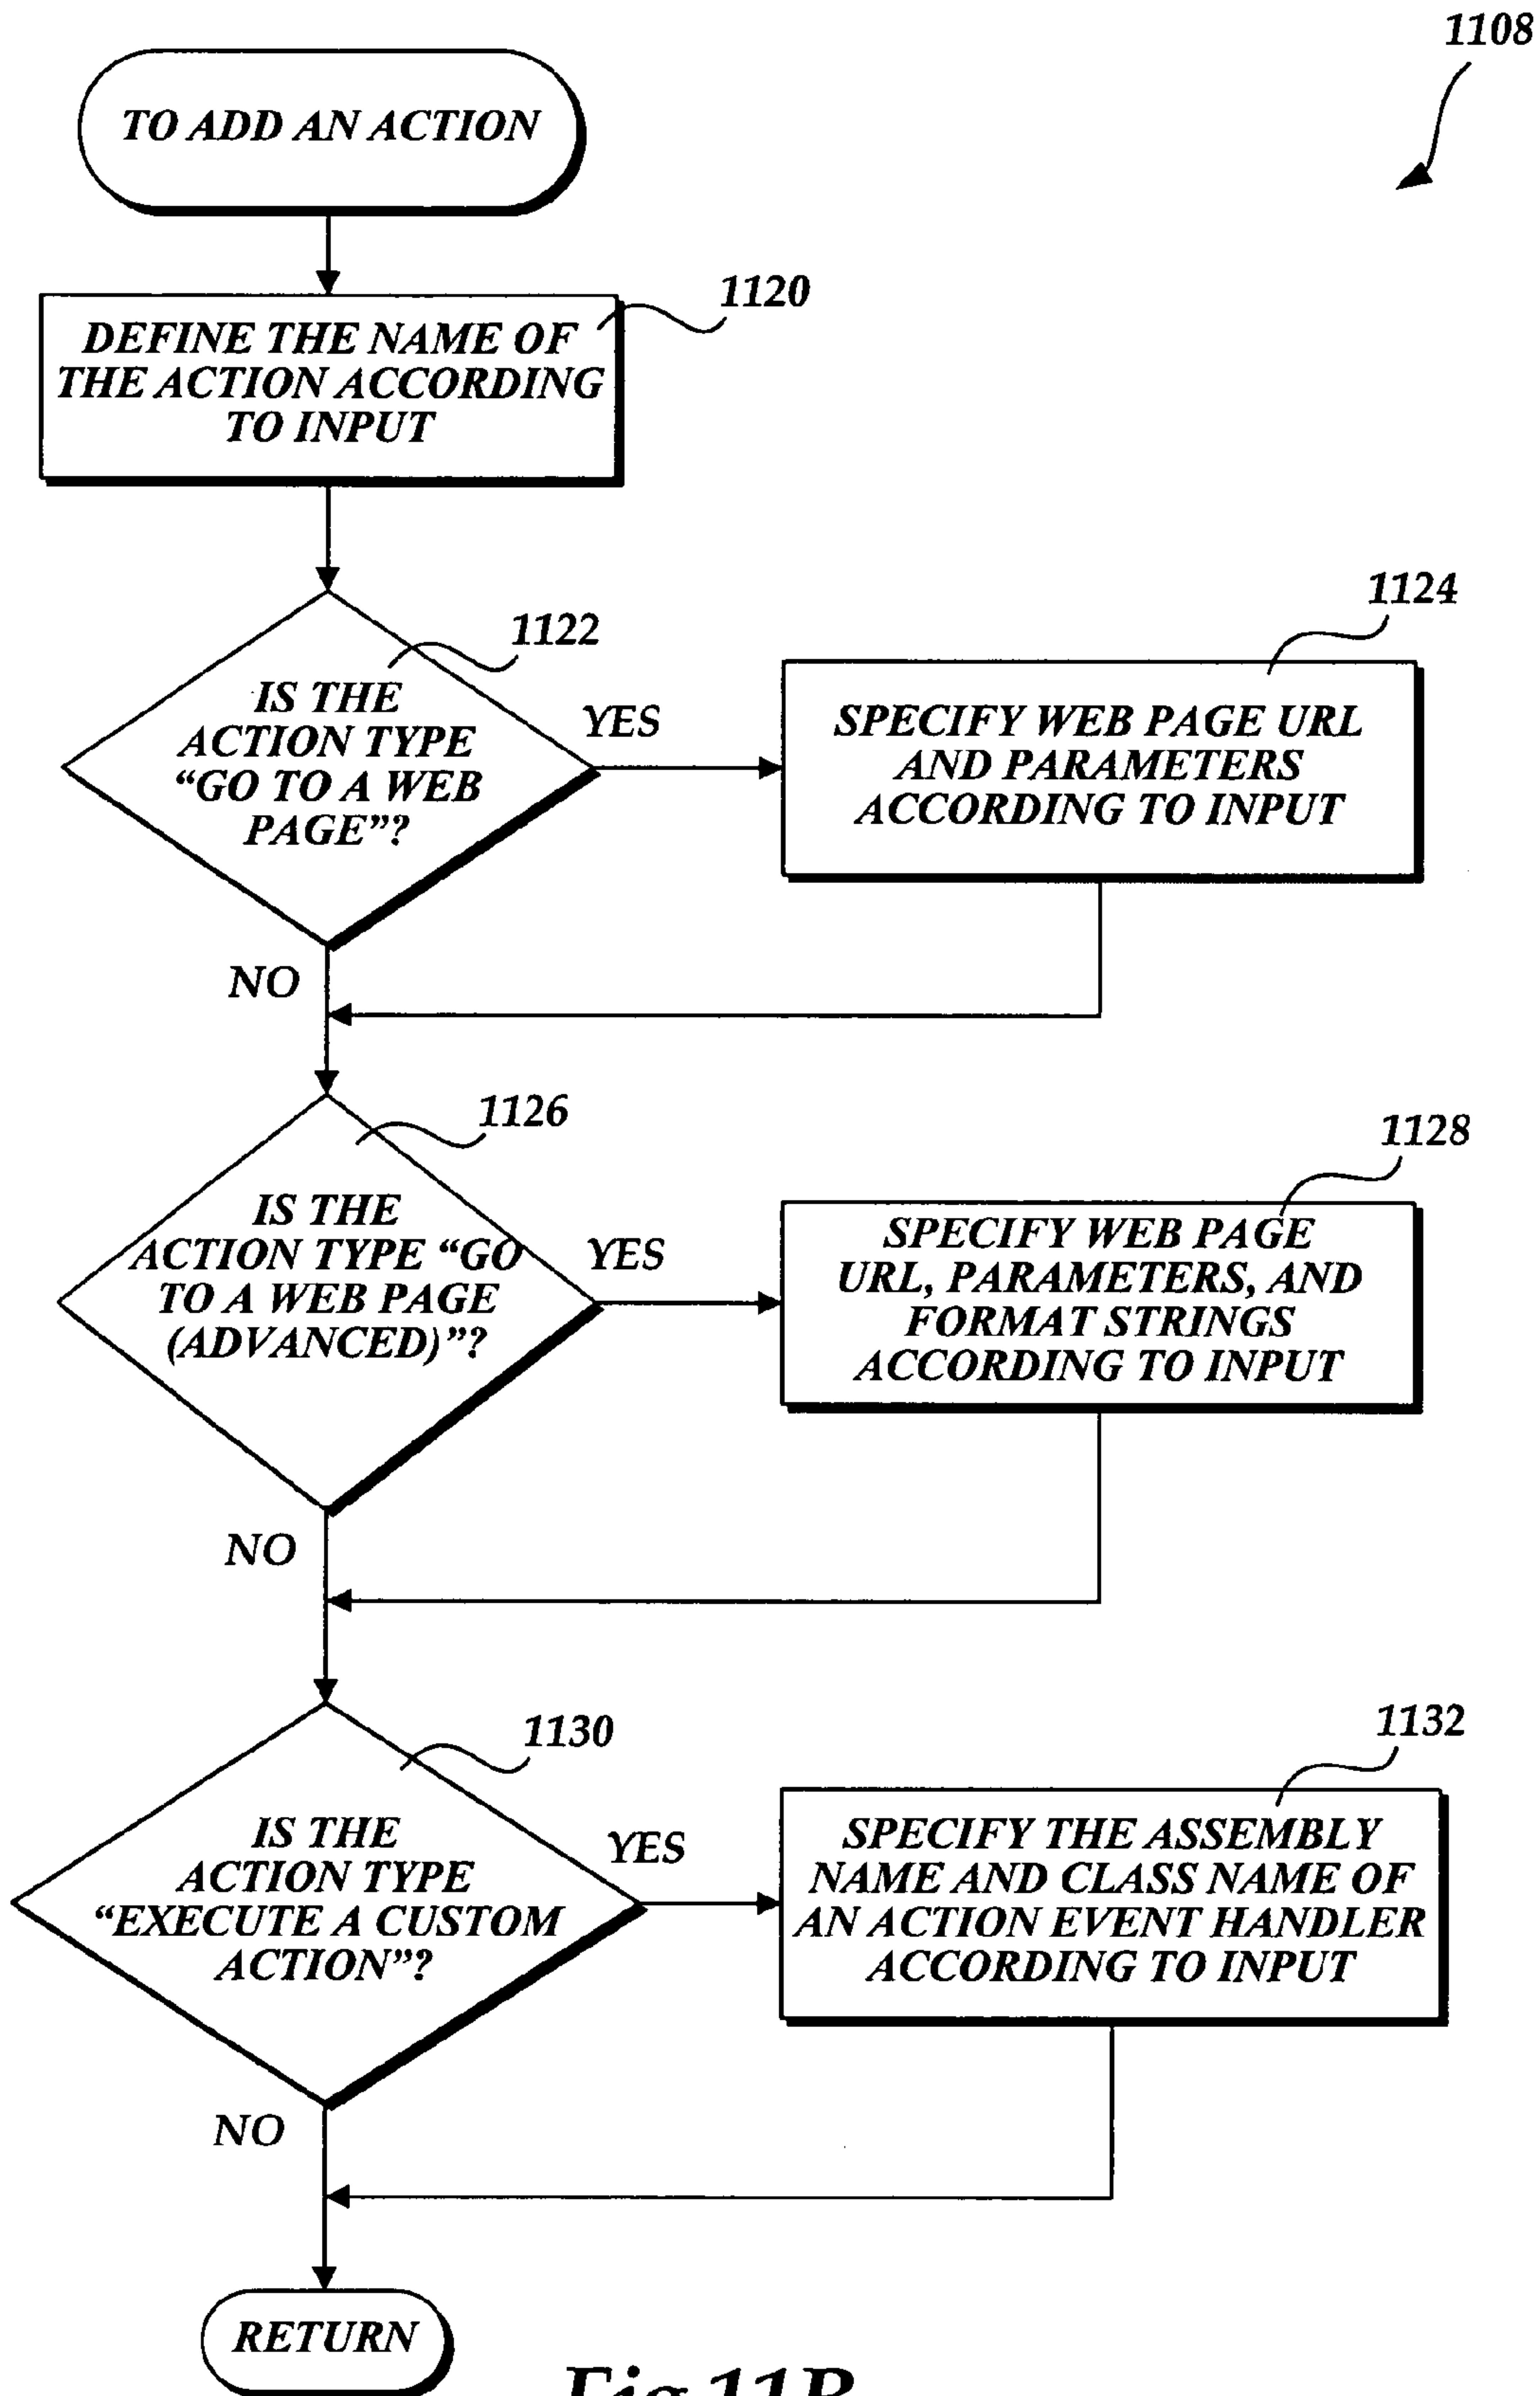 1108
TO ADD AN ACTION
1120
DEFINE THE NAME OF
THE ACTION ACCORDING
TO INPUT
1122
IS THE
ACTION TYPE
“GO TO A WEB
PAGE”?
YES
1124
SPECIFY WEB PAGE URL
AND PARAMETERS
ACCORDING TO INPUT
NO
1126
IS THE
ACTION TYPE “GO
TO A WEB PAGE
(ADVANCED)”?
YES
1128
SPECIFY WEB PAGE
URL, PARAMETERS, AND
FORMAT STRINGS
ACCORDING TO INPUT
NO
1130
IS THE
ACTION TYPE
“EXECUTE A CUSTOM
ACTION”?
YES
1132
SPECIFY THE ASSEMBLY
NAME AND CLASS NAME OF
AN ACTION EVENT HANDLER
ACCORDING TO INPUT
NO
RETURN
Fig 11B